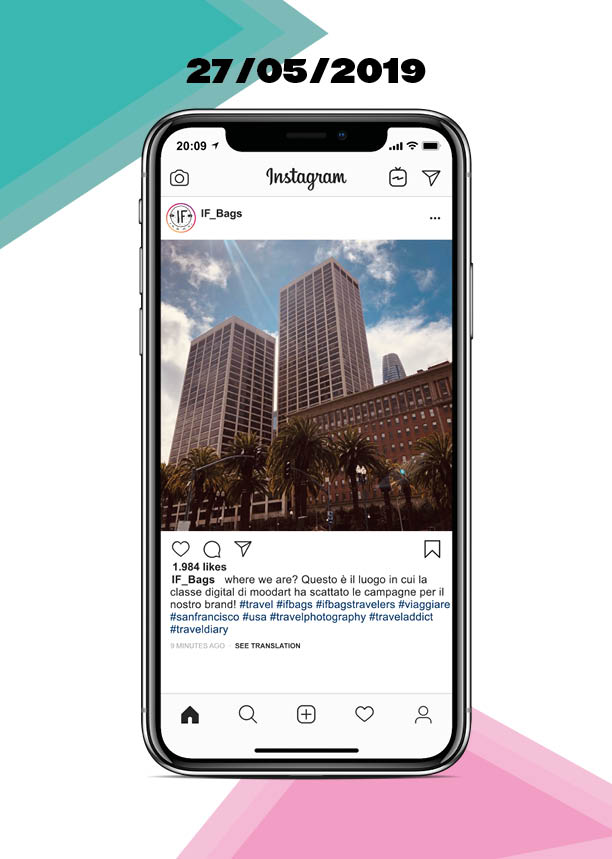 27/05/2019
20:09
Instagram
IF
IF_Bags
1.984 likes
IF_Bags where we are? Questo è il luogo in cui la
classe digital di moodart ha scattato le campagne per il
nostro brand! #travel #ifbags #ifbagstravelers #viaggiare
#sanfrancisco #usa #travelphotography #traveladdict
#traveldiary
9 MINUTES AGO SEE TRANSLATION